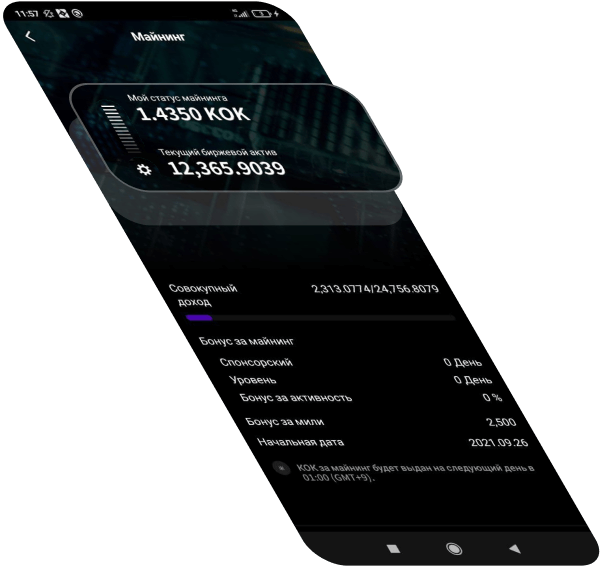 11:57
Майнинг
Мой статус майнинга
1.4350 KOK
Текущий биржевой актив
12,365.9039
Совокупный доход 2,313.0774/24,756.8079
Бонус за майнинг
Спонсорский 0 День
Уровень 0 День
Бонус за активность 0 %
Бонус за мили 2,500
Начальная дата 2021.09.26
КОК за майнинг будет выдан на следующий день в
01:00 (GMT+9).